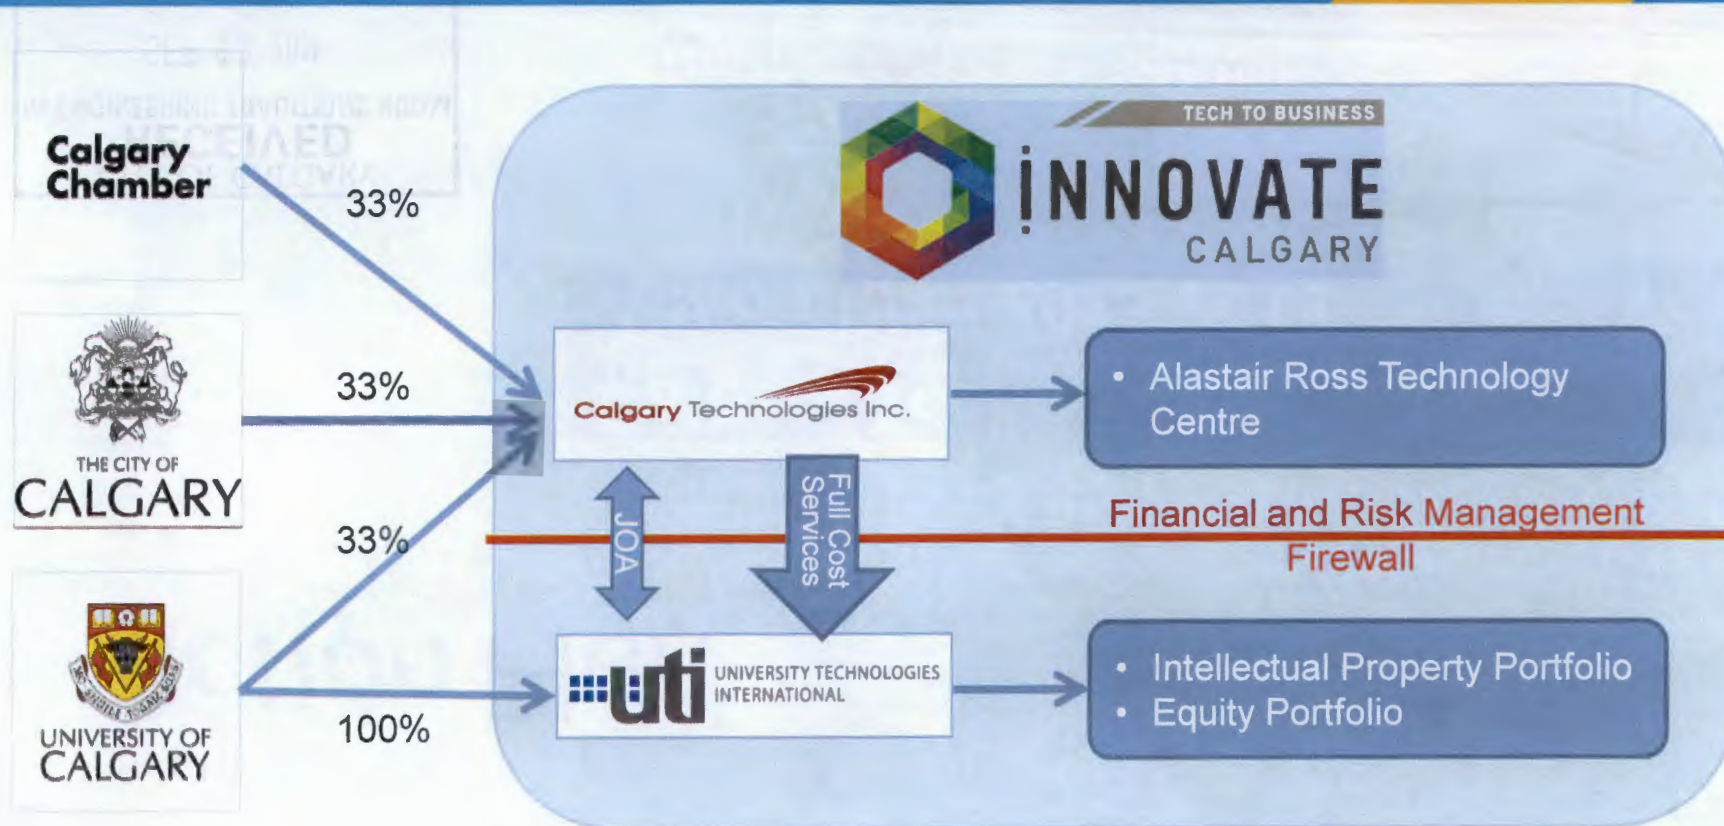 Calgary
Chamber
33%
THE CITY OF
CALGARY
33%
33%
UNIVERSITY OF
CALGARY
100%
TECH TO BUSINESS
INNOVATE
CALGARY
Calgary Technologies Inc.
• Alastair Ross Technology
Centre
JOA
Full Cost
Services
Financial and Risk Management
Firewall
uti
UNIVERSITY TECHNOLOGIES
INTERNATIONAL
• Intellectual Property Portfolio
• Equity Portfolio